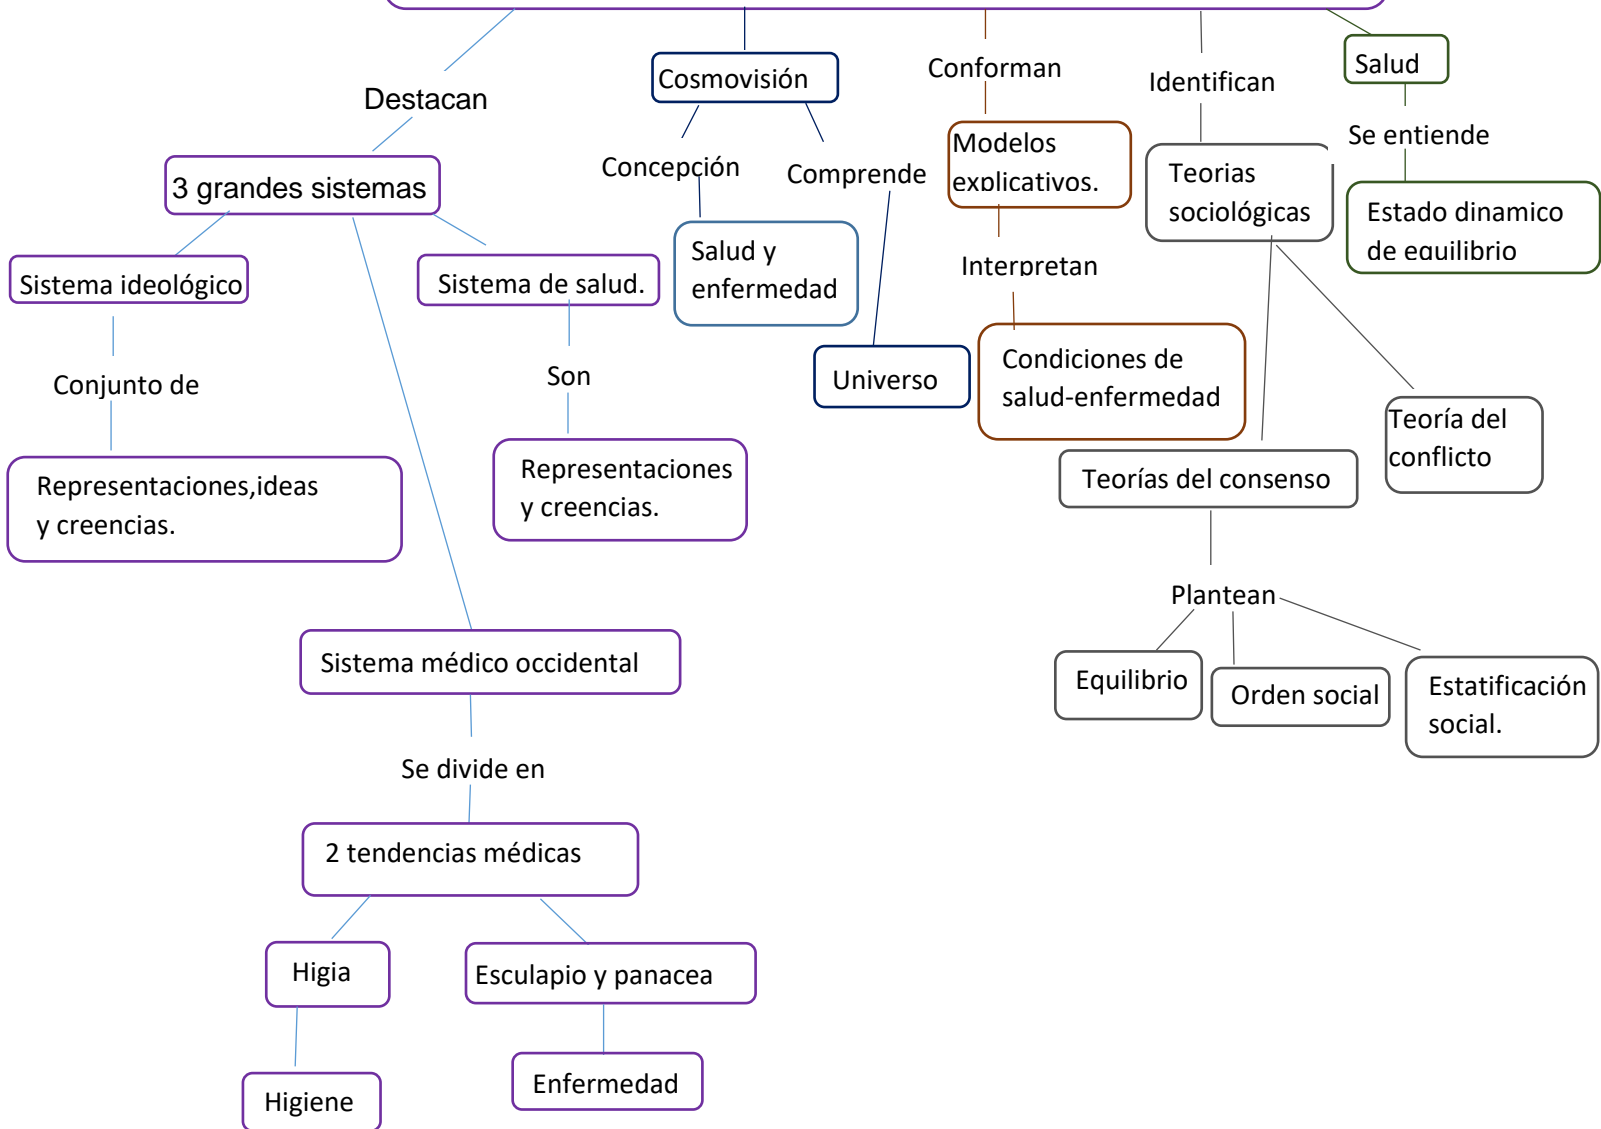 Destacan
3 grandes sistemas
Sistema ideológico
Conjunto de
Representaciones,ideas
y creencias.
Sistema de salud.
Son
Representaciones
y creencias.
Sistema médico occidental
Se divide en
2 tendencias médicas
Higia
Higiene
Esculapio y panacea
Enfermedad
Cosmovisión
Concepción
Salud y
enfermedad
Comprende
Universo
Conforman
Modelos
explicativos.
Interpretan
Condiciones de
salud-enfermedad
Identifican
Teorias
sociológicas
Teorías del consenso
Plantean
Equilibrio
Orden social
Estatificación
social.
Teoría del
conflicto
Salud
Se entiende
Estado dinamico
de equilibrio